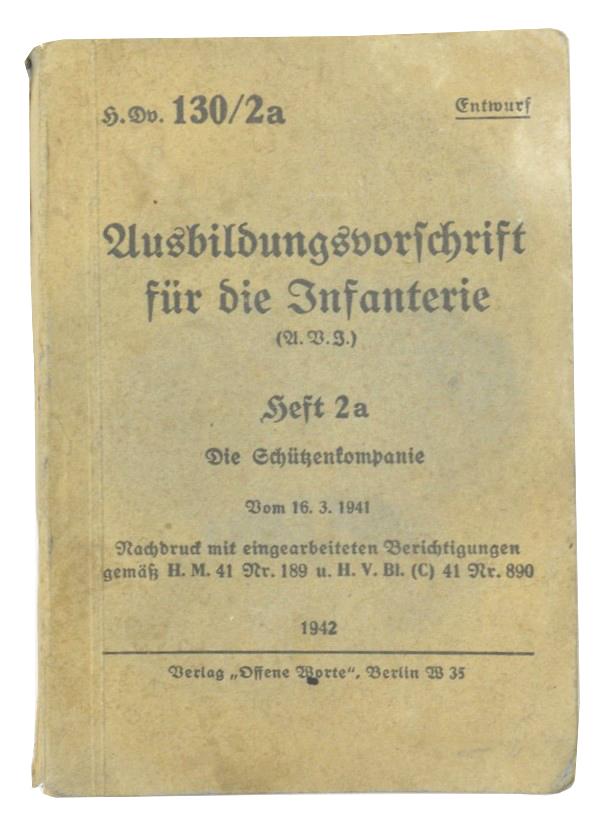 H.Dv. 130/2a
Entwurf
Ausbildungsvorschrift
für die Infanterie
(A.V.I.)
Heft 2a
Die Schützenkompanie
Vom 16. 3. 1941
Nachdruck mit eingearbeiteten Berichtigungen
gemäß H. M. 41 Nr. 189 u. H. V. Bl. (C) 41 Nr. 890
1942
Verlag „Offene Worte“, Berlin W 35